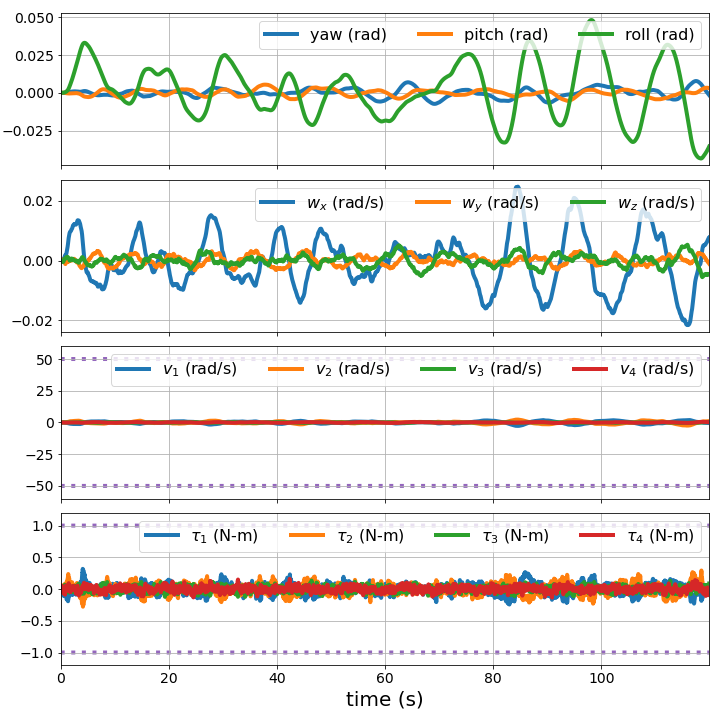 0.050
0.025
0.000
−0.025
yaw (rad) pitch (rad) roll (rad)
0.02
0.00
−0.02
w_x (rad/s) w_y (rad/s) w_z (rad/s)
50
25
0
−25
−50
v_1 (rad/s) v_2 (rad/s) v_3 (rad/s) v_4 (rad/s)
1.0
0.5
0.0
−0.5
−1.0
τ_1 (N-m) τ_2 (N-m) τ_3 (N-m) τ_4 (N-m)
0 20 40 60 80 100
time (s)